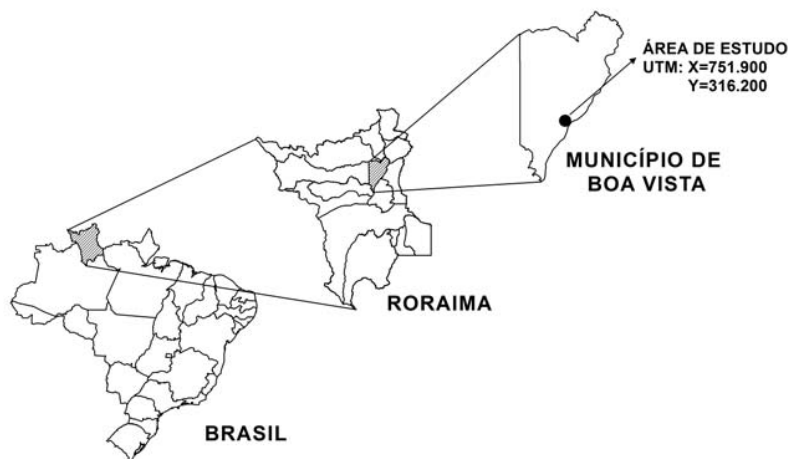 ÁREA DE ESTUDO
UTM: X=751.900
Y=316.200
MUNICÍPIO DE
BOA VISTA
RORAIMA
BRASIL